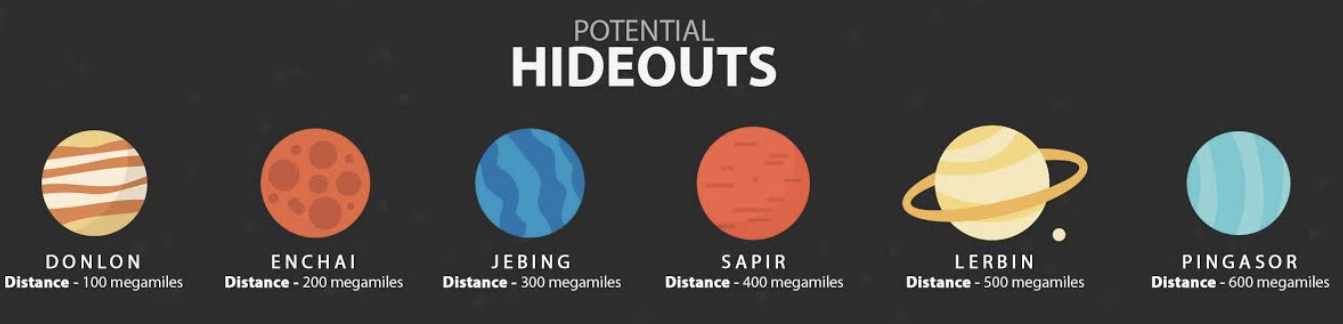 POTENTIAL
HIDEOUTS
DONLON
Distance - 100 megamiles
ENCHAI
Distance - 200 megamiles
JEBING
Distance - 300 megamiles
SAPIR
Distance - 400 megamiles
LERBIN
Distance - 500 megamiles
PINGASOR
Distance - 600 megamiles